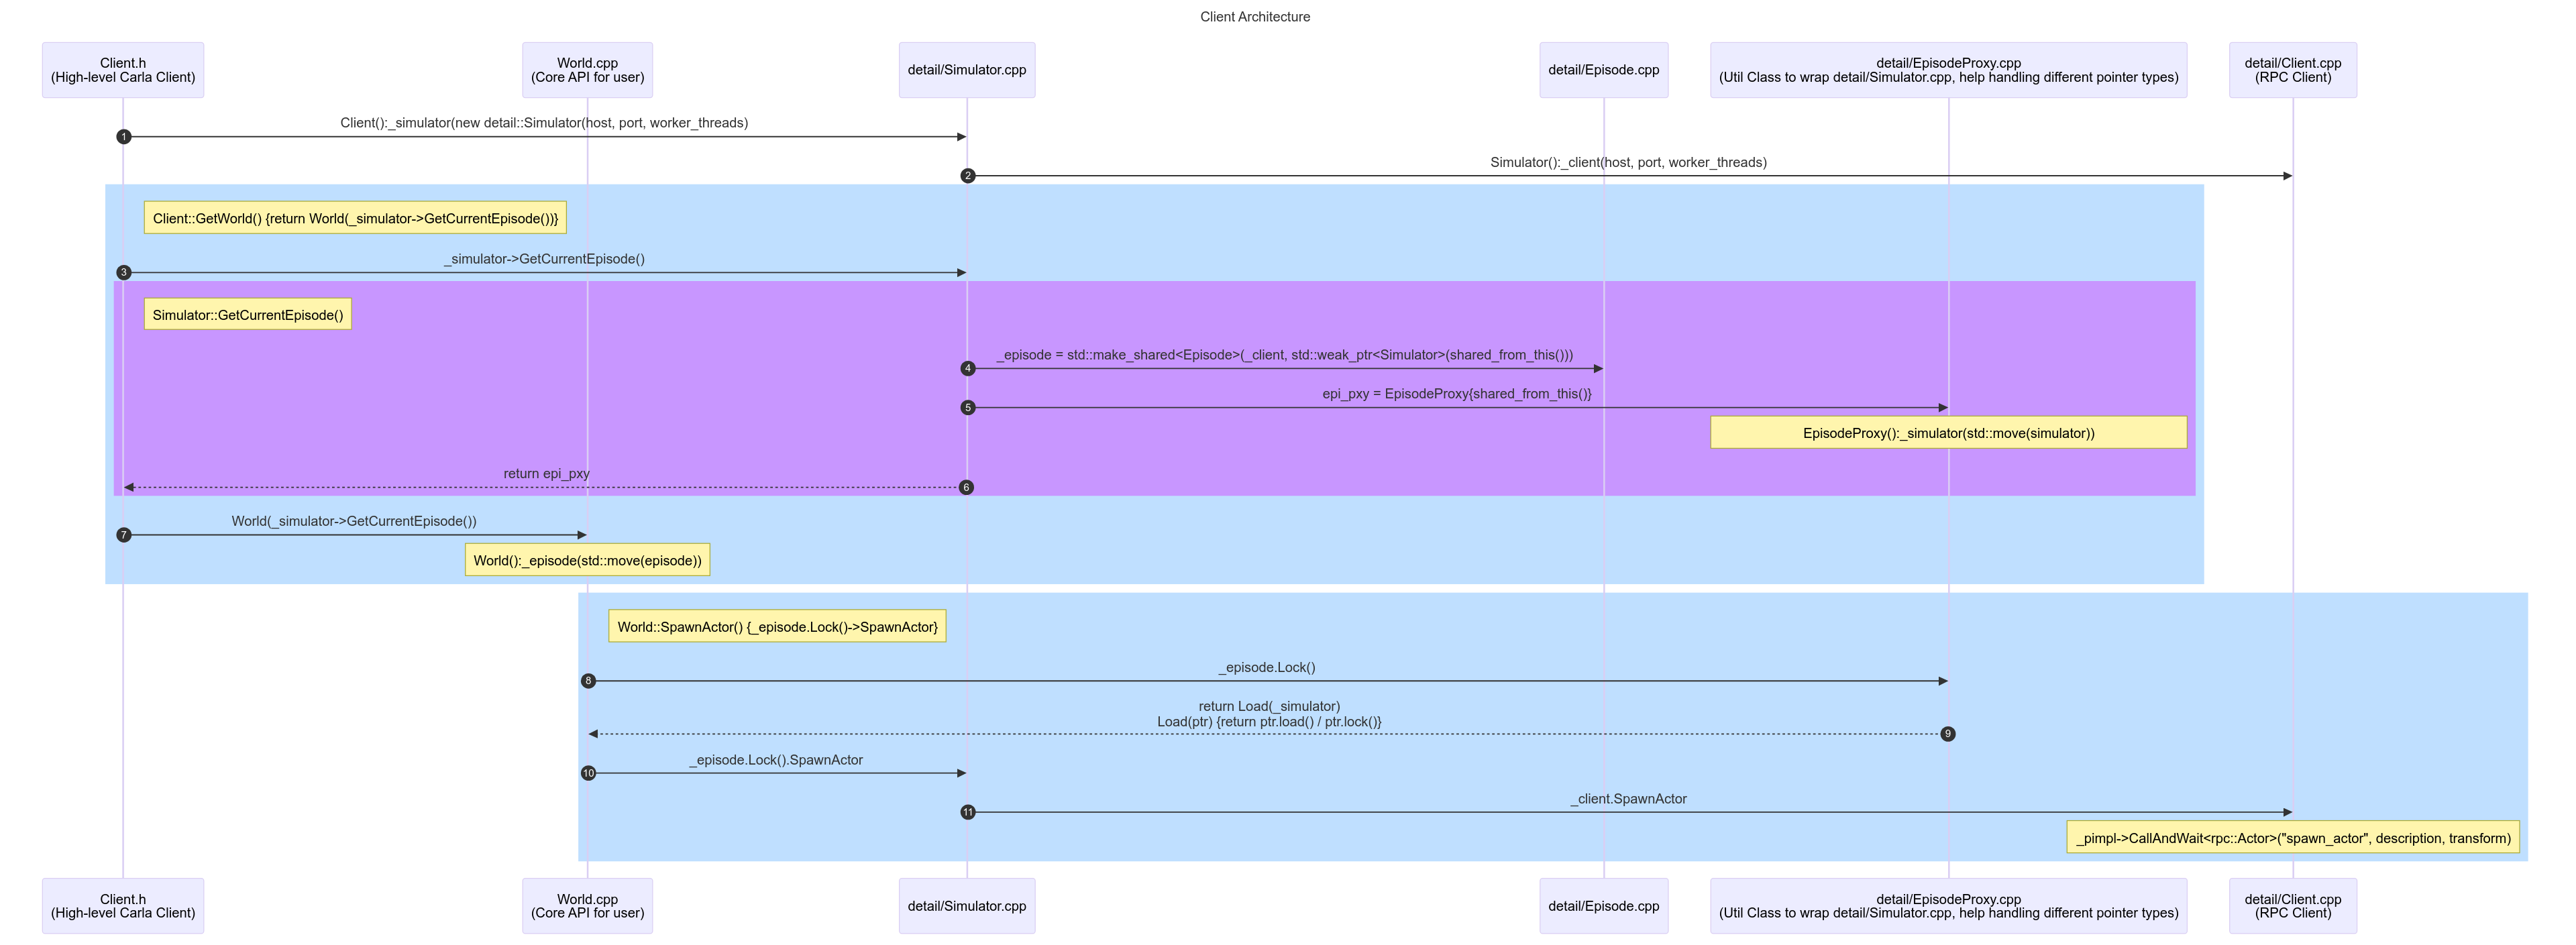 Client Architecture
Client.h
(High-level Carla Client)
World.cpp
(Core API for user)
detail/Simulator.cpp
detail/Episode.cpp
detail/EpisodeProxy.cpp
(Util Class to wrap detail/Simulator.cpp, help handling different pointer types)
detail/Client.cpp
(RPC Client)
Client():_simulator(new detail::Simulator(host, port, worker_threads)
1
Simulator():_client(host, port, worker_threads)
2
Client::GetWorld() {return World(_simulator->GetCurrentEpisode())}
_simulator->GetCurrentEpisode()
3
Simulator::GetCurrentEpisode()
_episode = std::make_shared<Episode>(_client, std::weak_ptr<Simulator>(shared_from_this()))
4
epi_pxy = EpisodeProxy{shared_from_this()}
5
EpisodeProxy():_simulator(std::move(simulator))
return epi_pxy
6
World(_simulator->GetCurrentEpisode())
7
World():_episode(std::move(episode))
World::SpawnActor() {_episode.Lock()->SpawnActor}
_episode.Lock()
8
return Load(_simulator)
Load(ptr) {return ptr.load() / ptr.lock()}
9
_episode.Lock().SpawnActor
10
_client.SpawnActor
11
_pimpl->CallAndWait<rpc::Actor>("spawn_actor", description, transform)
Client.h
(High-level Carla Client)
World.cpp
(Core API for user)
detail/Simulator.cpp
detail/Episode.cpp
detail/EpisodeProxy.cpp
(Util Class to wrap detail/Simulator.cpp, help handling different pointer types)
detail/Client.cpp
(RPC Client)